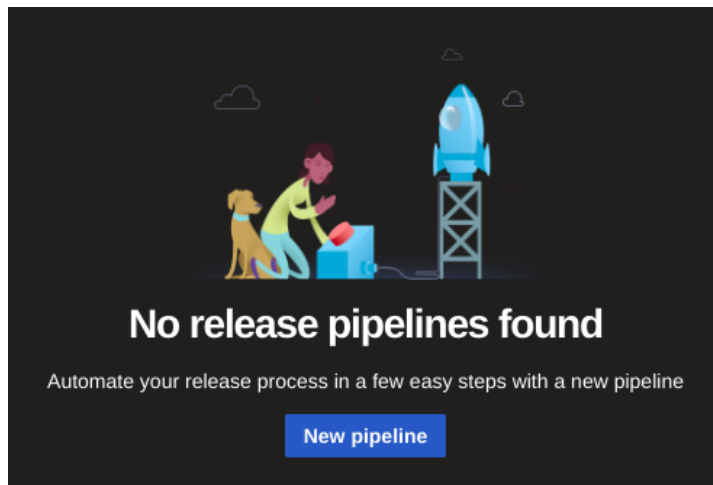 No release pipelines found
Automate your release process in a few easy steps with a new pipeline
New pipeline